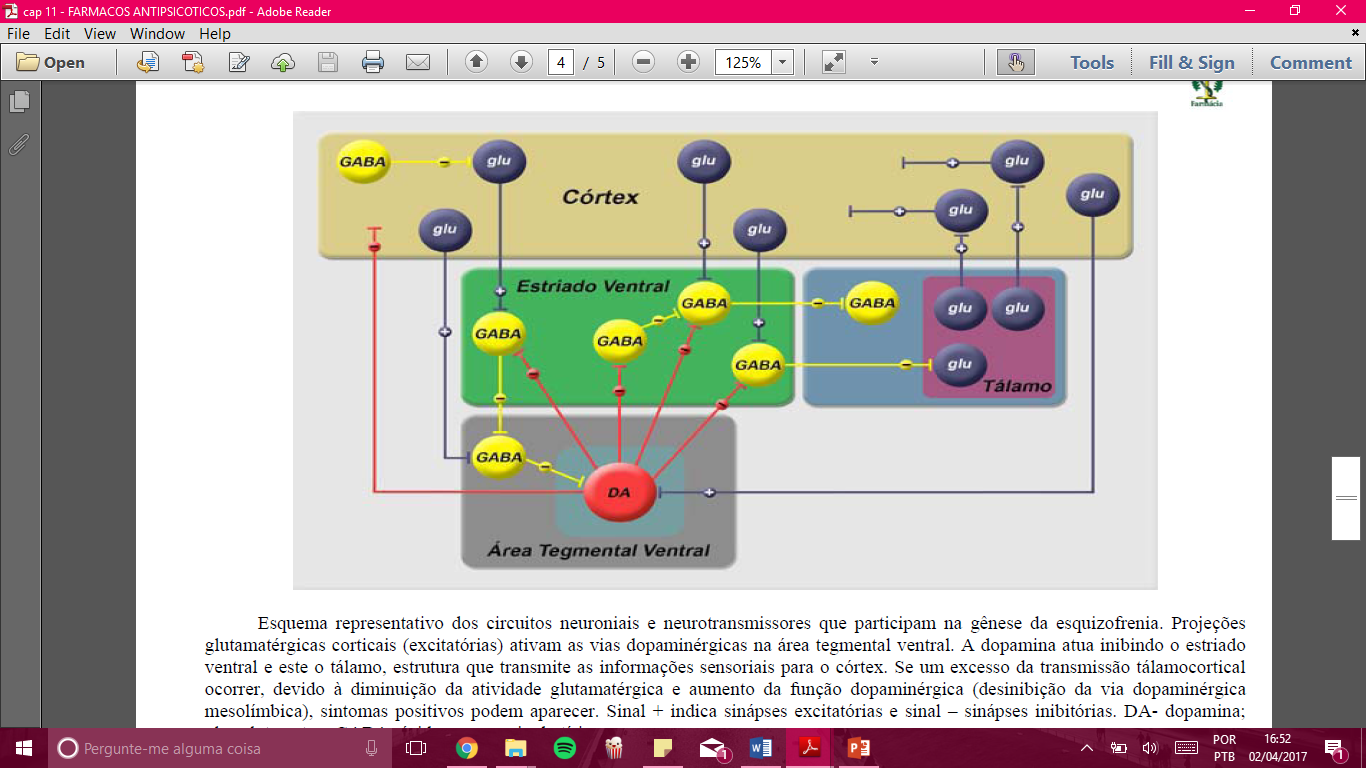 cap 11 - FARMACOS ANTIPSICOTICOS.pdf - Adobe Reader
File Edit View Window Help
Open 4 / 5 125% Tools Fill & Sign Comment
Farmácia
GABA glu glu glu
glu
Córtex
glu
glu glu
Estriado Ventral
GABA GABA
glu glu
GABA GABA
GABA glu
Tálamo
GABA
DA
Área Tegmental Ventral
Esquema representativo dos circuitos neuroniais e neurotransmissores que participam na gênese da esquizofrenia. Projeções
glutamatérgicas corticais (excitatórias) ativam as vias dopaminérgicas na área tegmental ventral. A dopamina atua inibindo o estriado
ventral e este o tálamo, estrutura que transmite as informações sensoriais para o córtex. Se um excesso da transmissão tálamocortical
ocorrer, devido à diminuição da atividade glutamatérgica e aumento da função dopaminérgica (desinibição da via dopaminérgica
mesolímbica), sintomas positivos podem aparecer. Sinal + indica sinápses excitatórias e sinal – sinápses inibitórias. DA- dopamina;
Pergunte-me alguma coisa
1
POR 16:52
PTB 02/04/2017
1